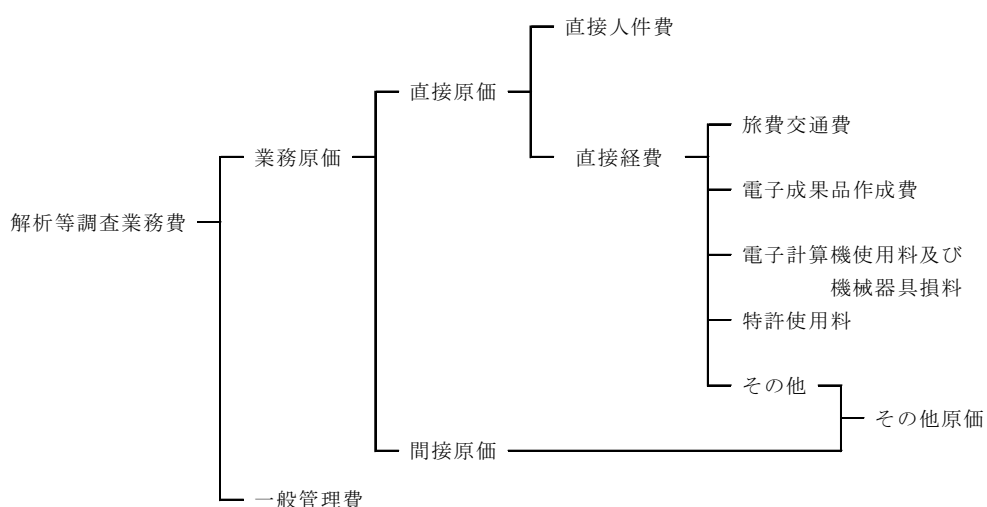 直接人件費
直接原価
旅費交通費
業務原価
直接経費
電子成果品作成費
解析等調査業務費
電子計算機使用料及び
機械器具損料
特許使用料
その他
その他原価
間接原価
一般管理費